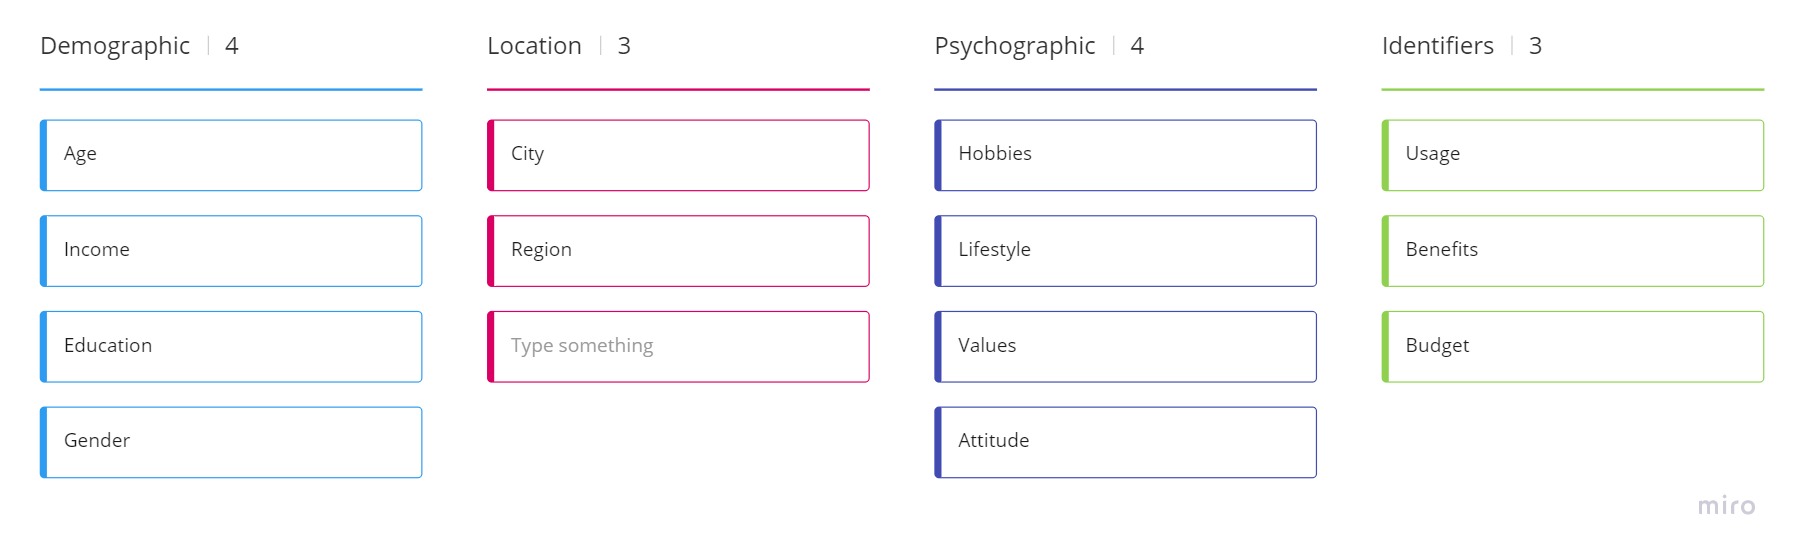 Demographic | 4
Age
Income
Education
Gender
Location | 3
City
Region
Type something
Psychographic | 4
Hobbies
Lifestyle
Values
Attitude
Identifiers | 3
Usage
Benefits
Budget
miro